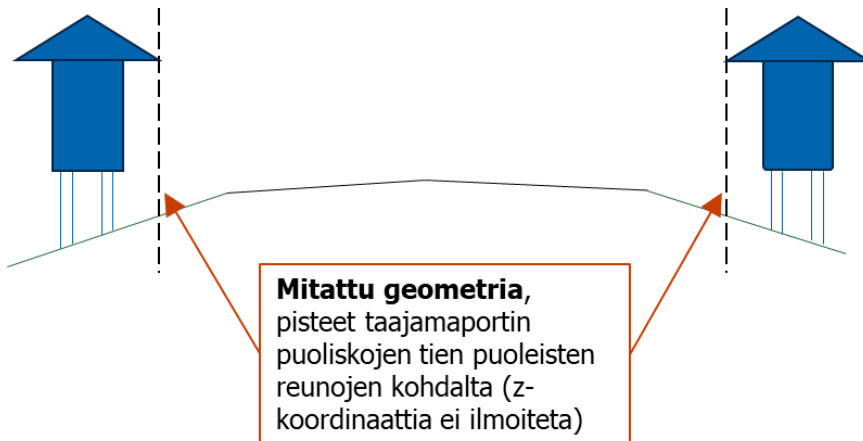 Mitattu geometria,
pisteet taajamaportin
puoliskojen tien puoleisten
reunojen kohdalta (z-
koordinaattia ei ilmoiteta)